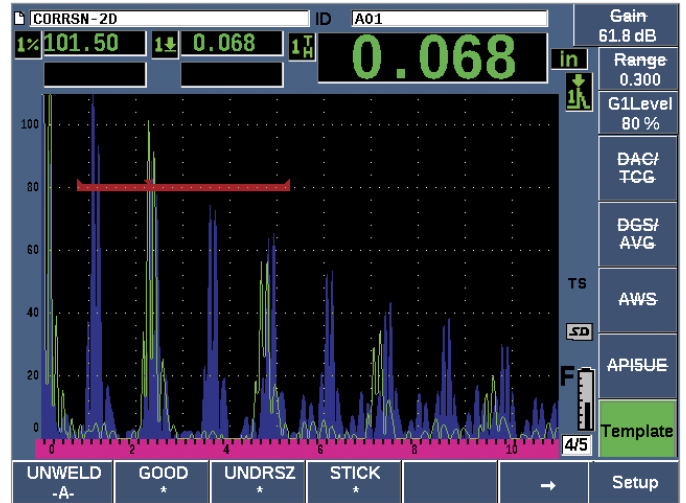 CORRSN-2D ID A01
1% 101.50 1 0.068 1 TH 0.068 in
Gain
61.8 dB
Range
0.300
G1Level
80 %
DAC/
TCG
DGS/
AVG
AWS
API5UE
Template
Setup
100
80
60
40
20
0
0 2 4 6 8 10
TS
SD
F
4/5
UNWELD
-A-
GOOD
*
UNDRSZ
*
STICK
*
→